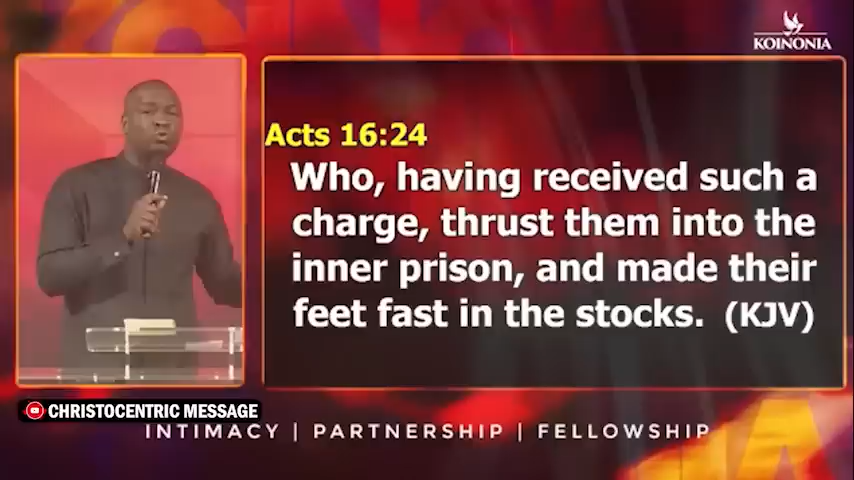 KOINONIA
Acts 16:24
Who, having received such a
charge, thrust them into the
inner prison, and made their
feet fast in the stocks. (KJV)
CHRISTOCENTRIC MESSAGE
INTIMACY | PARTNERSHIP | FELLOWSHIP